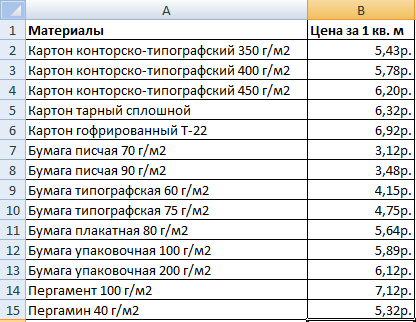 A B
1 Материалы Цена за 1 кв. м
2 Картон конторско-типографский 350 г/м2 5,43р.
3 Картон конторско-типографский 400 г/м2 5,78р.
4 Картон конторско-типографский 450 г/м2 6,20р.
5 Картон тарный сплошной 6,32р.
6 Картон гофрированный Т-22 6,92р.
7 Бумага писчая 70 г/м2 3,12р.
8 Бумага писчая 90 г/м2 3,48р.
9 Бумага типографская 60 г/м2 4,15р.
10 Бумага типографская 75 г/м2 4,75р.
11 Бумага плакатная 80 г/м2 5,64р.
12 Бумага упаковочная 100 г/м2 5,89р.
13 Бумага упаковочная 200 г/м2 6,12р.
14 Пергамент 100 г/м2 7,12р.
15 Пергамин 40 г/м2 5,32р.